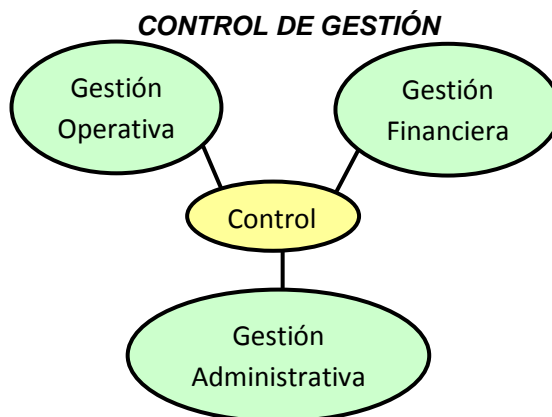 CONTROL DE GESTIÓN
Gestión
Operativa
Gestión
Financiera
Control
Gestión
Administrativa